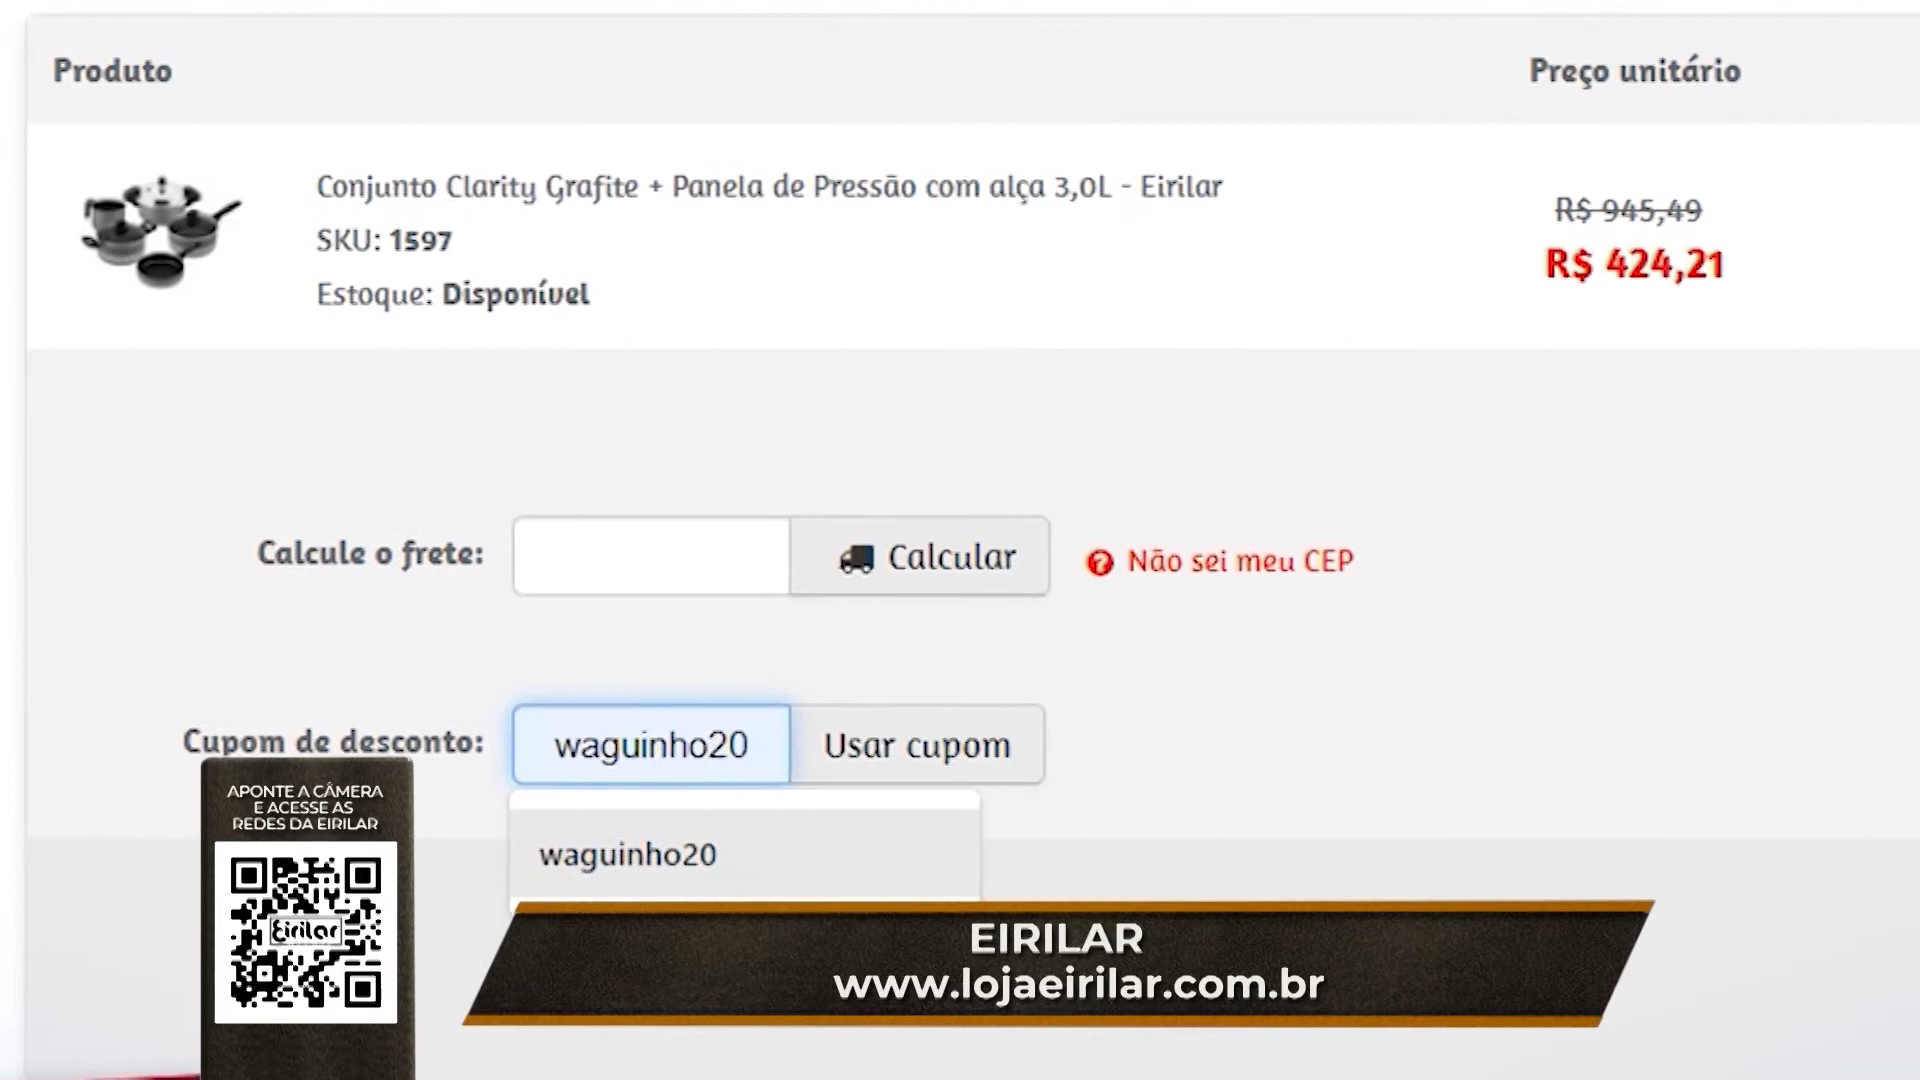 Produto
Preço unitário
Conjunto Clarity Grafite + Panela de Pressão com alça 3,0L - Eirilar
SKU: 1597
Estoque: Disponível
R$ 945,49
R$ 424,21
Calcule o frete:
Calcular
Não sei meu CEP
Cupom de desconto:
waguinho20
Usar cupom
waguinho20
APONTE A CÂMERA
E ACESSE AS
REDES DA EIRILAR
Eirilar
EIRILAR
www.lojaeirilar.com.br